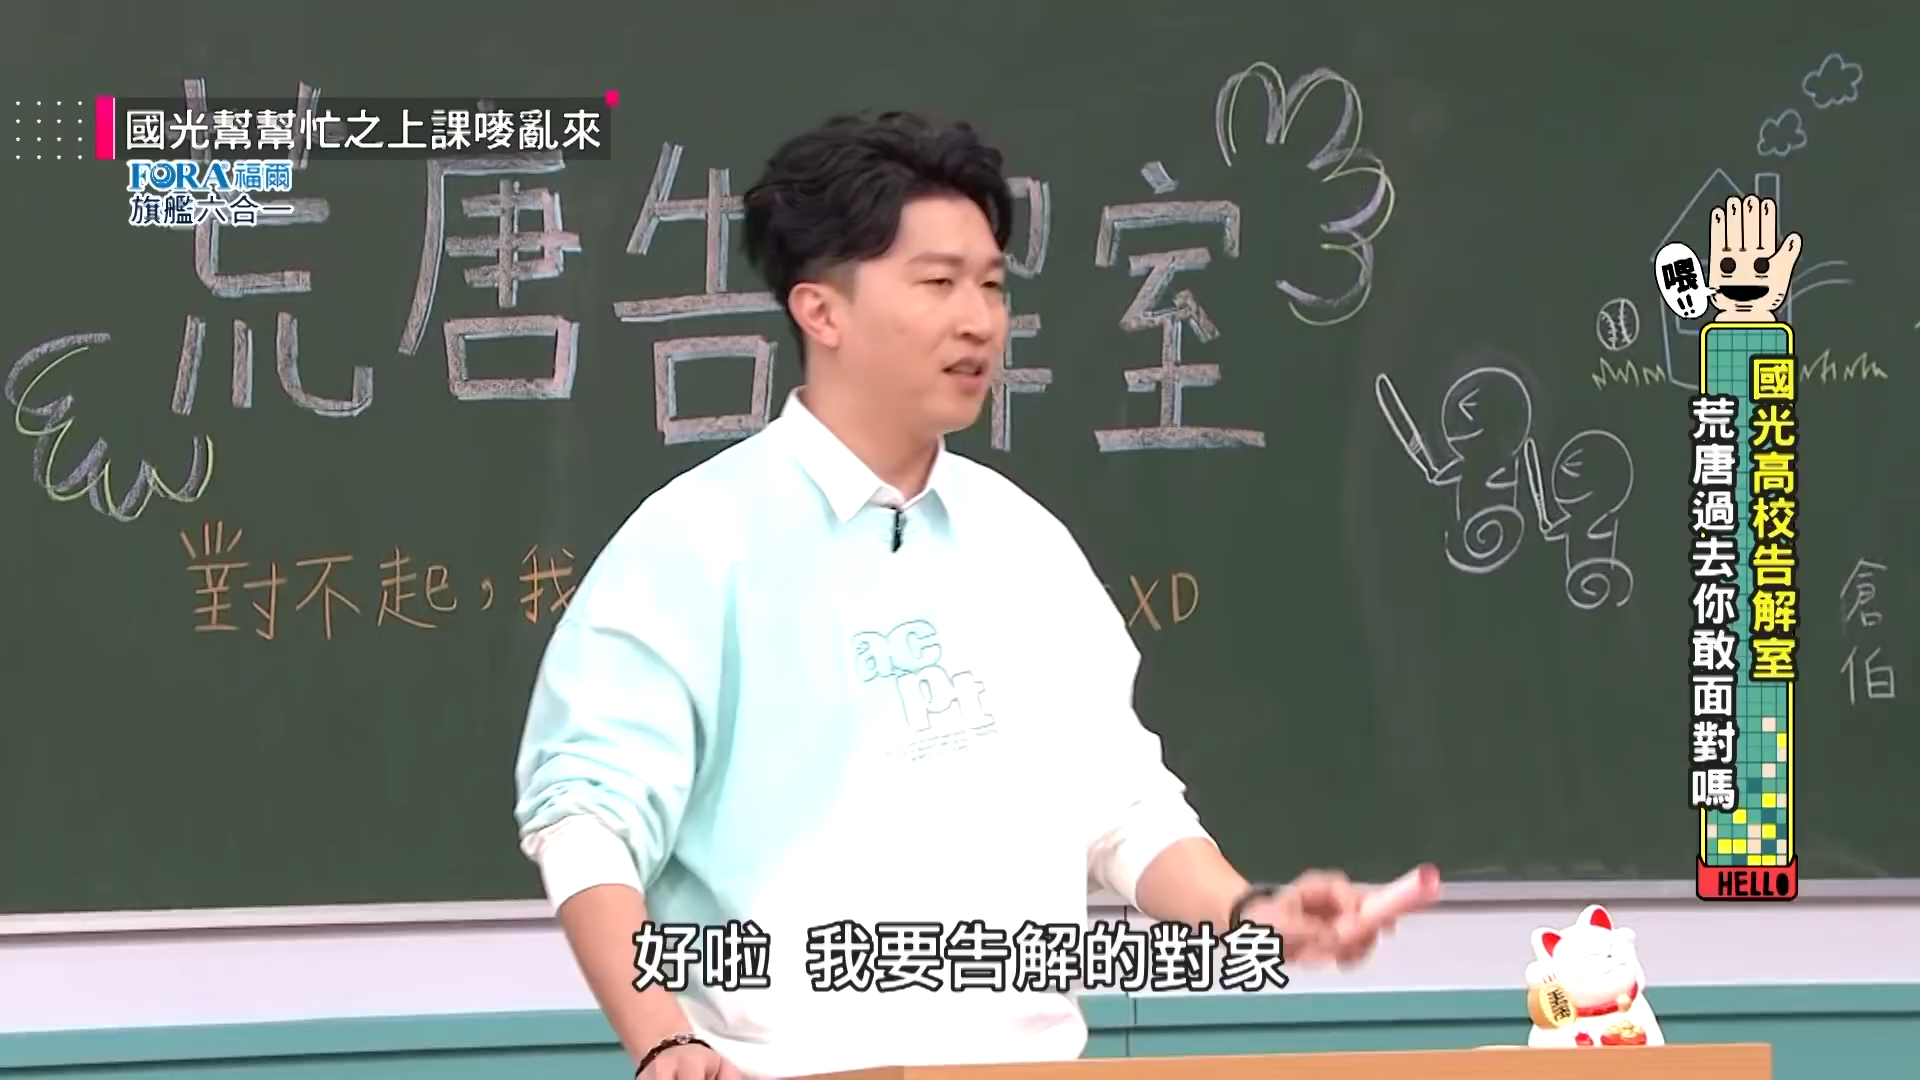 國光幫幫忙之上課嘜亂來
FORA福爾
旗艦六合一
荒唐告解室
對不起,我
XD
倉伯
喂!!
國光高校告解室
荒唐過去你敢面對嗎
HELLO
acpt
好啦 我要告解的對象